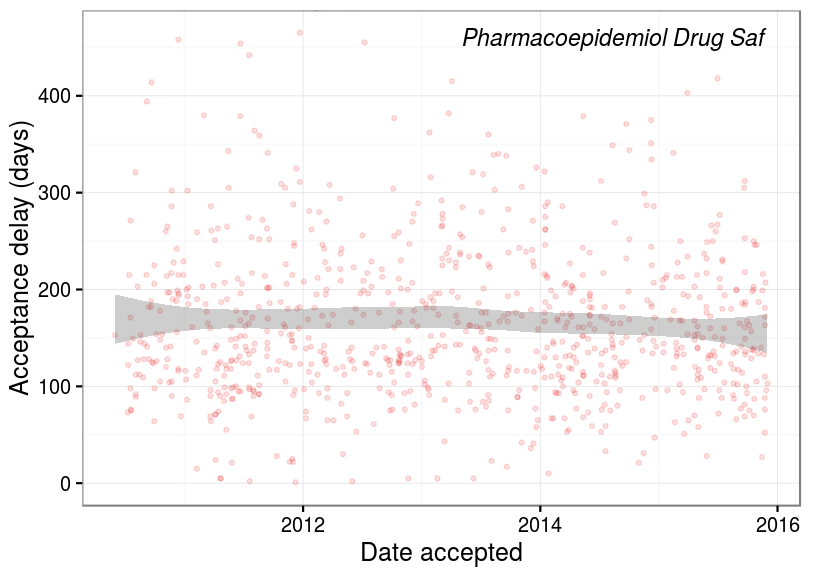 Pharmacoepidemiol Drug Saf
Acceptance delay (days)
400
300
200
100
0
2012
2014
2016
Date accepted